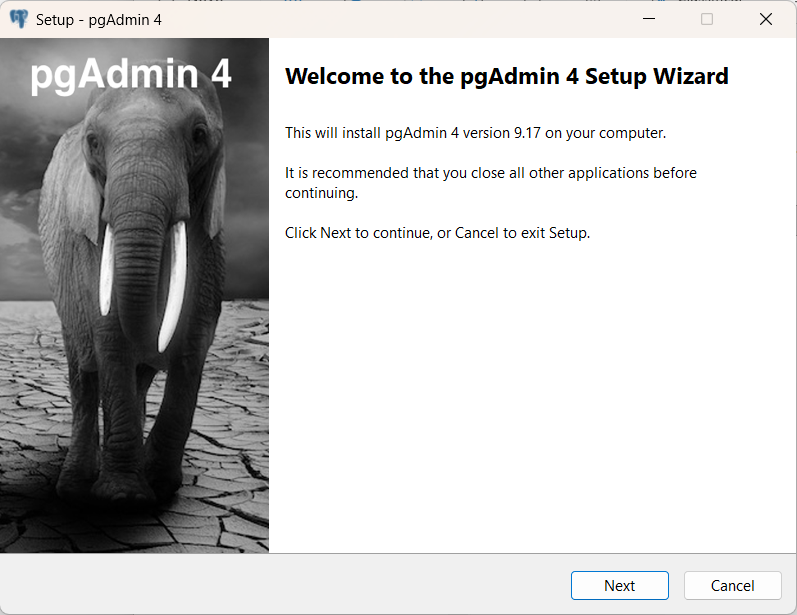 Setup - pgAdmin 4
pgAdmin 4
Welcome to the pgAdmin 4 Setup Wizard
This will install pgAdmin 4 version 9.17 on your computer.
It is recommended that you close all other applications before
continuing.
Click Next to continue, or Cancel to exit Setup.
Next
Cancel